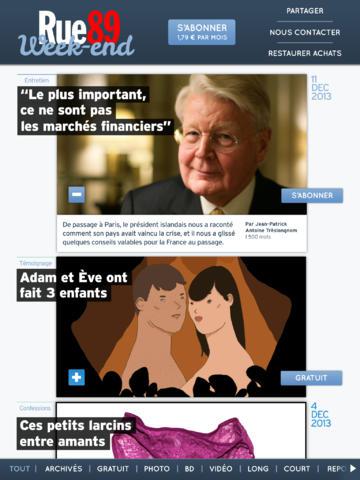 Rue89
Week-end
S'ABONNER
1,79 € PAR MOIS
PARTAGER
NOUS CONTACTER
RESTAURER ACHATS
Entretien
11
DEC
2013
“Le plus important,
ce ne sont pas
les marchés financiers”
S'ABONNER
De passage à Paris, le président islandais nous a raconté
comment son pays avait vaincu la crise, et il nous a glissé
quelques conseils valables pour la France au passage.
Par Jean-Patrick
Antoine Trésiangnom
1 500 mots
Témoignage
Adam et Ève ont
fait 3 enfants
GRATUIT
Confessions
4
DEC
2013
Ces petits larcins
entre amants
TOUT | ARCHIVÉS | GRATUIT | PHOTO | BD | VIDÉO | LONG | COURT | REPO